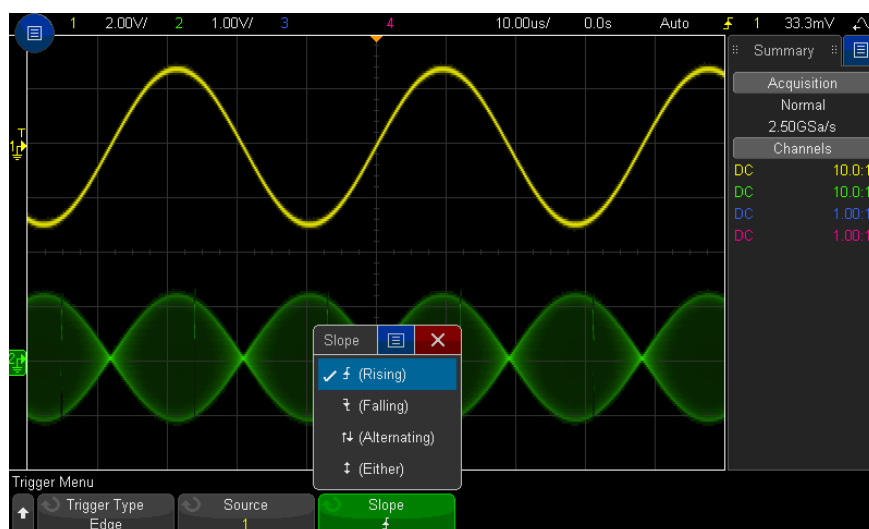 1 2.00V/ 2 1.00V/ 3 4 10.00us/ 0.0s Auto 1 33.3mV
Summary
Acquisition
Normal
2.50GSa/s
Channels
DC 10.0:1
DC 10.0:1
DC 1.00:1
DC 1.00:1
T
1
2
Slope
(Rising)
(Falling)
(Alternating)
(Either)
Trigger Menu
Trigger Type Source Slope
Edge 1